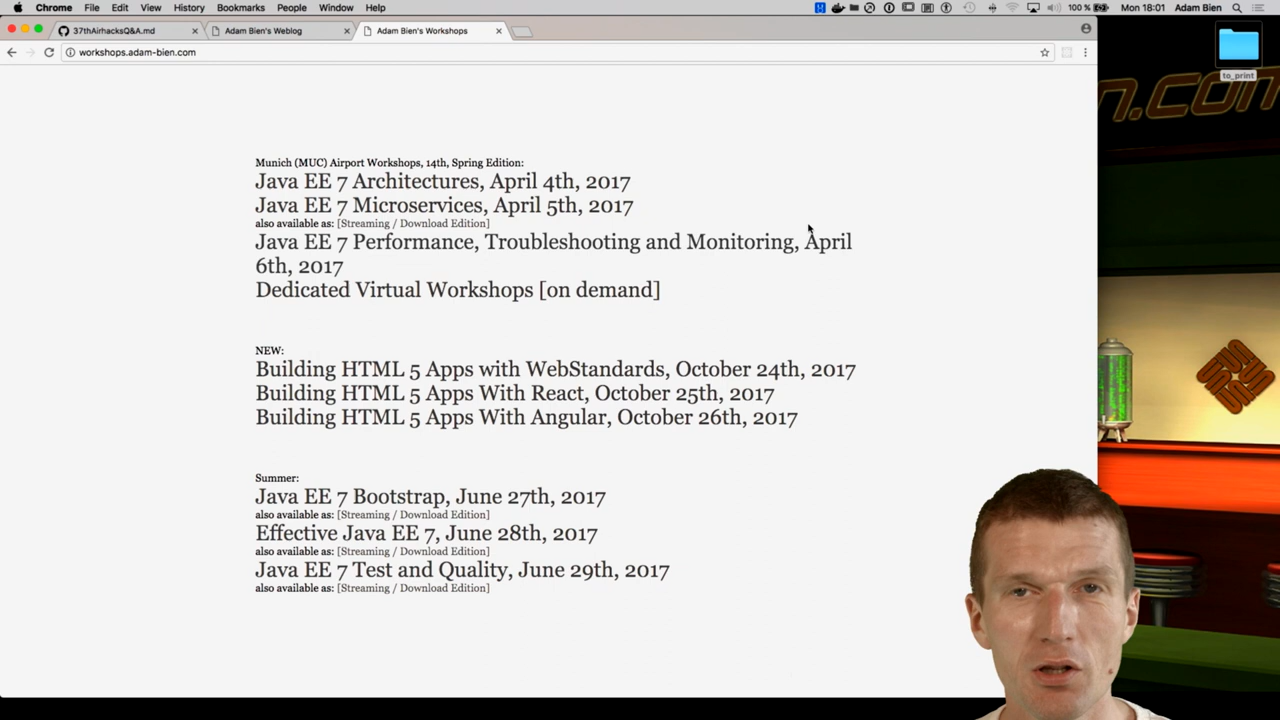 Chrome File Edit View History Bookmarks People Window Help 100 % Mon 18:01 Adam Bien
37thAirhacksQ&A.md
Adam Bien's Weblog
Adam Bien's Workshops
workshops.adam-bien.com
to_print
n.com
Munich (MUC) Airport Workshops, 14th, Spring Edition:
Java EE 7 Architectures, April 4th, 2017
Java EE 7 Microservices, April 5th, 2017
also available as: [Streaming / Download Edition]
Java EE 7 Performance, Troubleshooting and Monitoring, April
6th, 2017
Dedicated Virtual Workshops [on demand]
NEW:
Building HTML 5 Apps with WebStandards, October 24th, 2017
Building HTML 5 Apps With React, October 25th, 2017
Building HTML 5 Apps With Angular, October 26th, 2017
Summer:
Java EE 7 Bootstrap, June 27th, 2017
also available as: [Streaming / Download Edition]
Effective Java EE 7, June 28th, 2017
also available as: [Streaming / Download Edition]
Java EE 7 Test and Quality, June 29th, 2017
also available as: [Streaming / Download Edition]